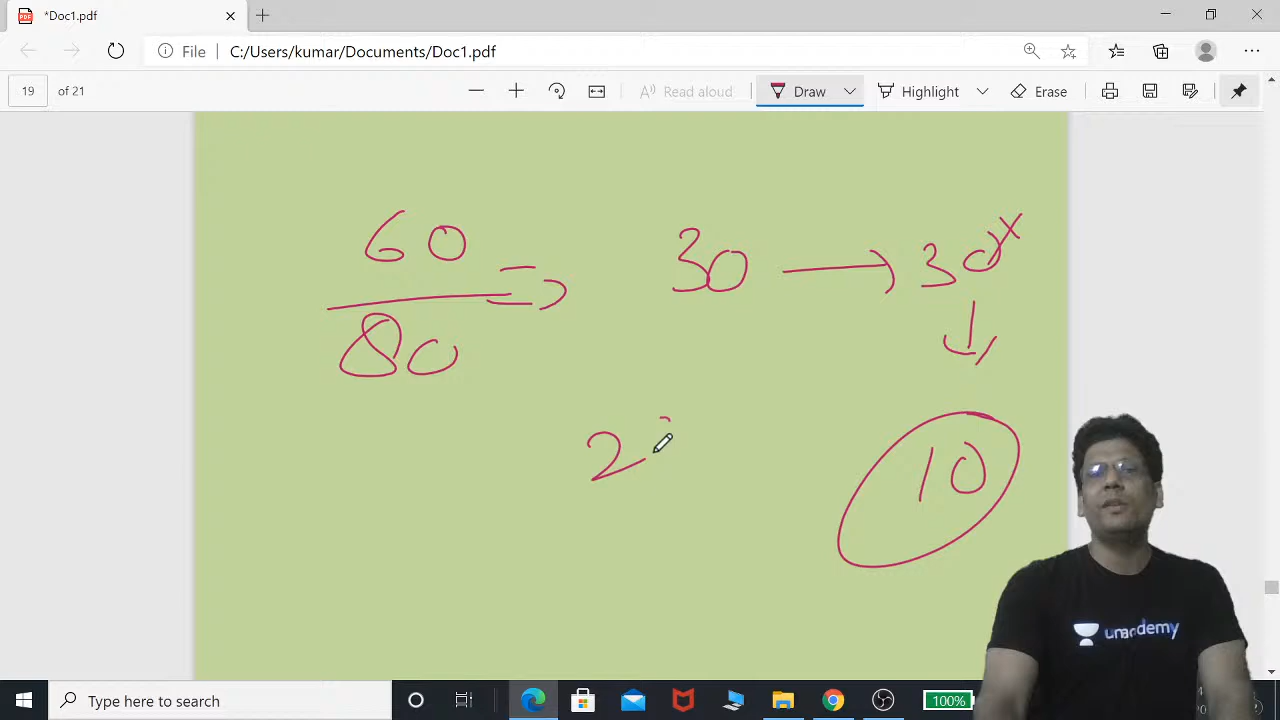 *Doc1.pdf
File C:/Users/kumar/Documents/Doc1.pdf
19 of 21 Read aloud Draw Highlight Erase
60
80
30
30
2
10
unacademy
Type here to search
100%